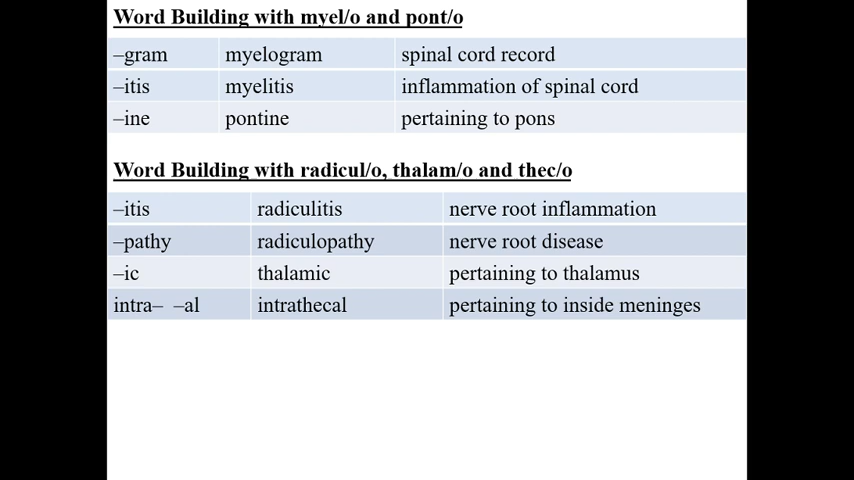 Word Building with myel/o and pont/o
–gram myelogram spinal cord record
–itis myelitis inflammation of spinal cord
–ine pontine pertaining to pons
Word Building with radicul/o, thalam/o and thec/o
–itis radiculitis nerve root inflammation
–pathy radiculopathy nerve root disease
–ic thalamic pertaining to thalamus
intra– –al intrathecal pertaining to inside meninges